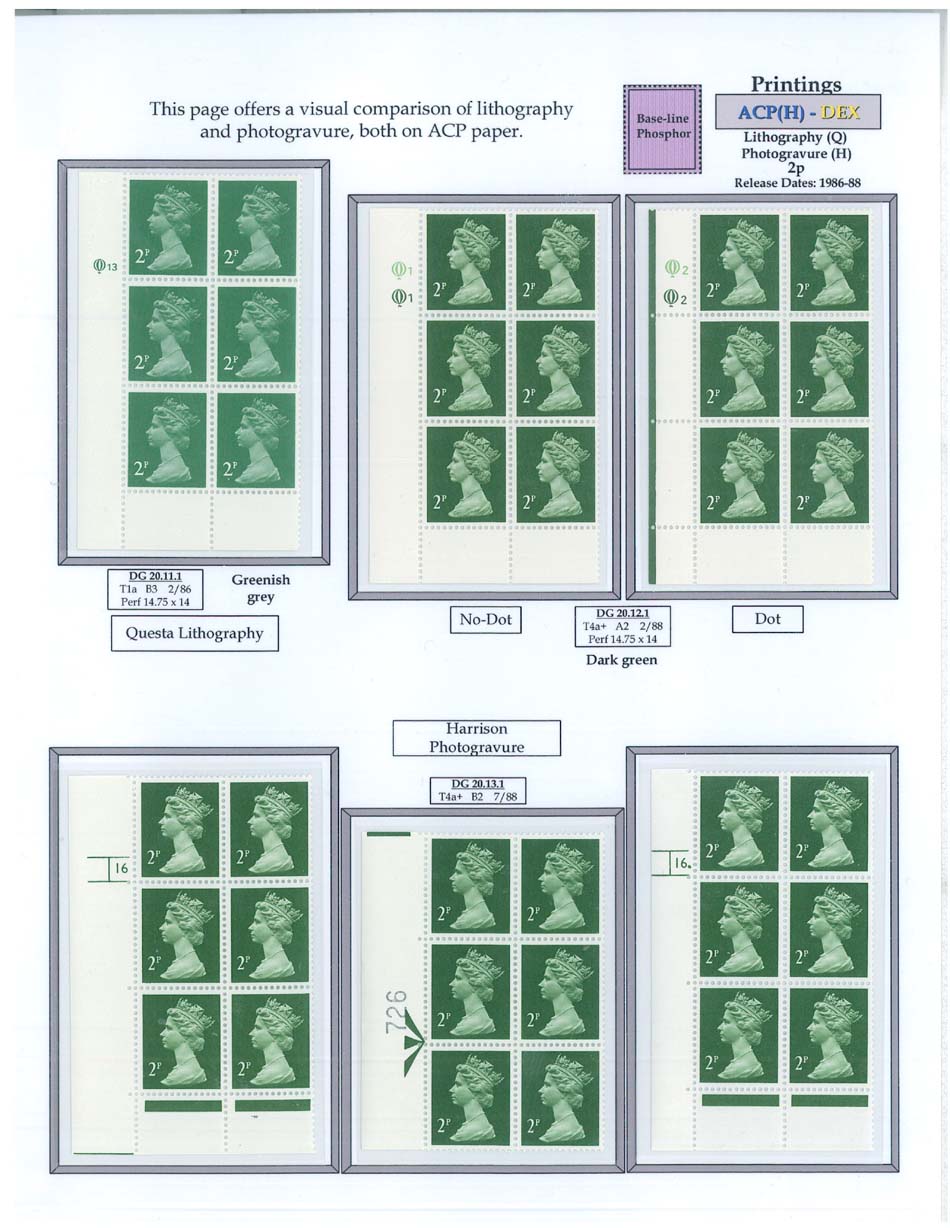 This page offers a visual comparison of lithography
and photogravure, both on ACP paper.
Base-line
Phosphor
Printings
ACP(H) - DEX
Lithography (Q)
Photogravure (H)
2p
Release Dates: 1986-88
Q13
2P 2P
2P 2P
2P 2P
Q1
Q1
2P 2P
2P 2P
2P 2P
Q2
Q2
2P 2P
2P 2P
2P 2P
DG 20.11.1
T1a B3 2/86
Perf 14.75 x 14
Greenish
grey
Questa Lithography
No-Dot
DG 20.12.1
T4a+ A2 2/88
Perf 14.75 x 14
Dot
Dark green
Harrison
Photogravure
DG 20.13.1
T4a+ B2 7/88
16
2P 2P
2P 2P
2P 2P
726
2P 2P
2P 2P
2P 2P
16.
2P 2P
2P 2P
2P 2P